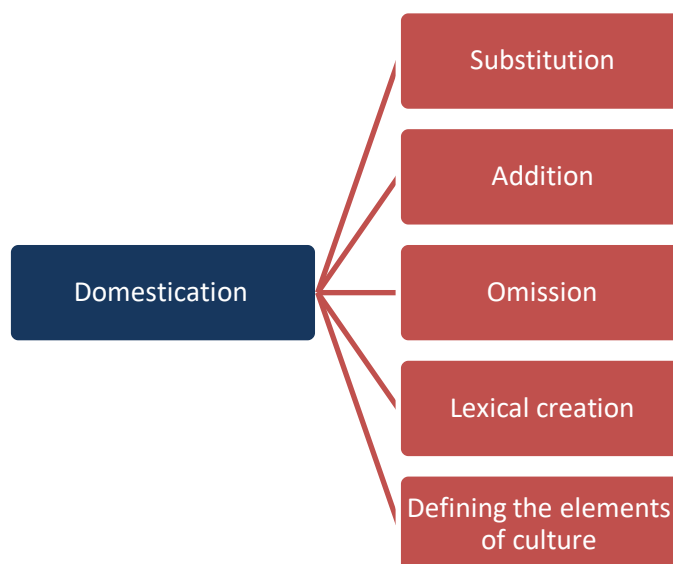 Domestication
Substitution
Addition
Omission
Lexical creation
Defining the elements
of culture